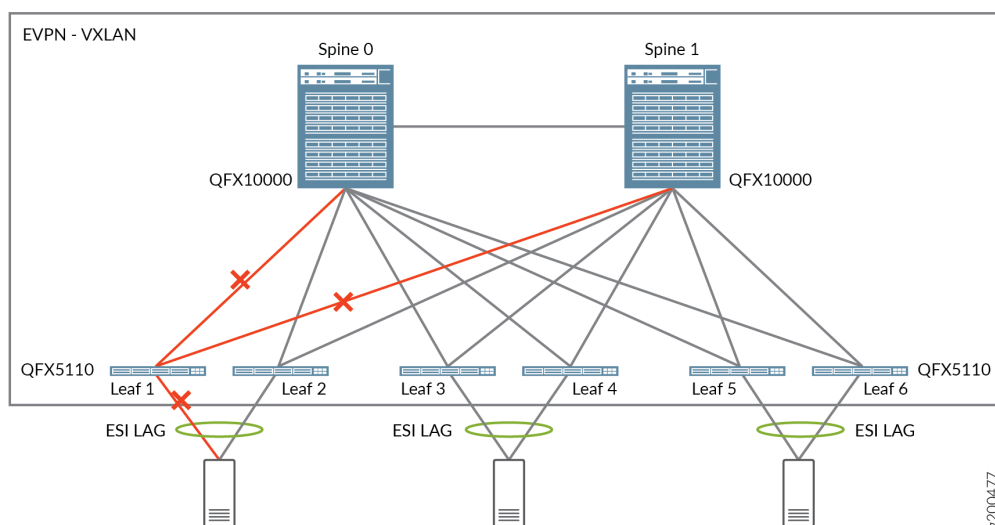 EVPN - VXLAN
Spine 0
Spine 1
QFX10000
QFX10000
QFX5110
QFX5110
Leaf 1
Leaf 2
Leaf 3
Leaf 4
Leaf 5
Leaf 6
ESI LAG
ESI LAG
ESI LAG